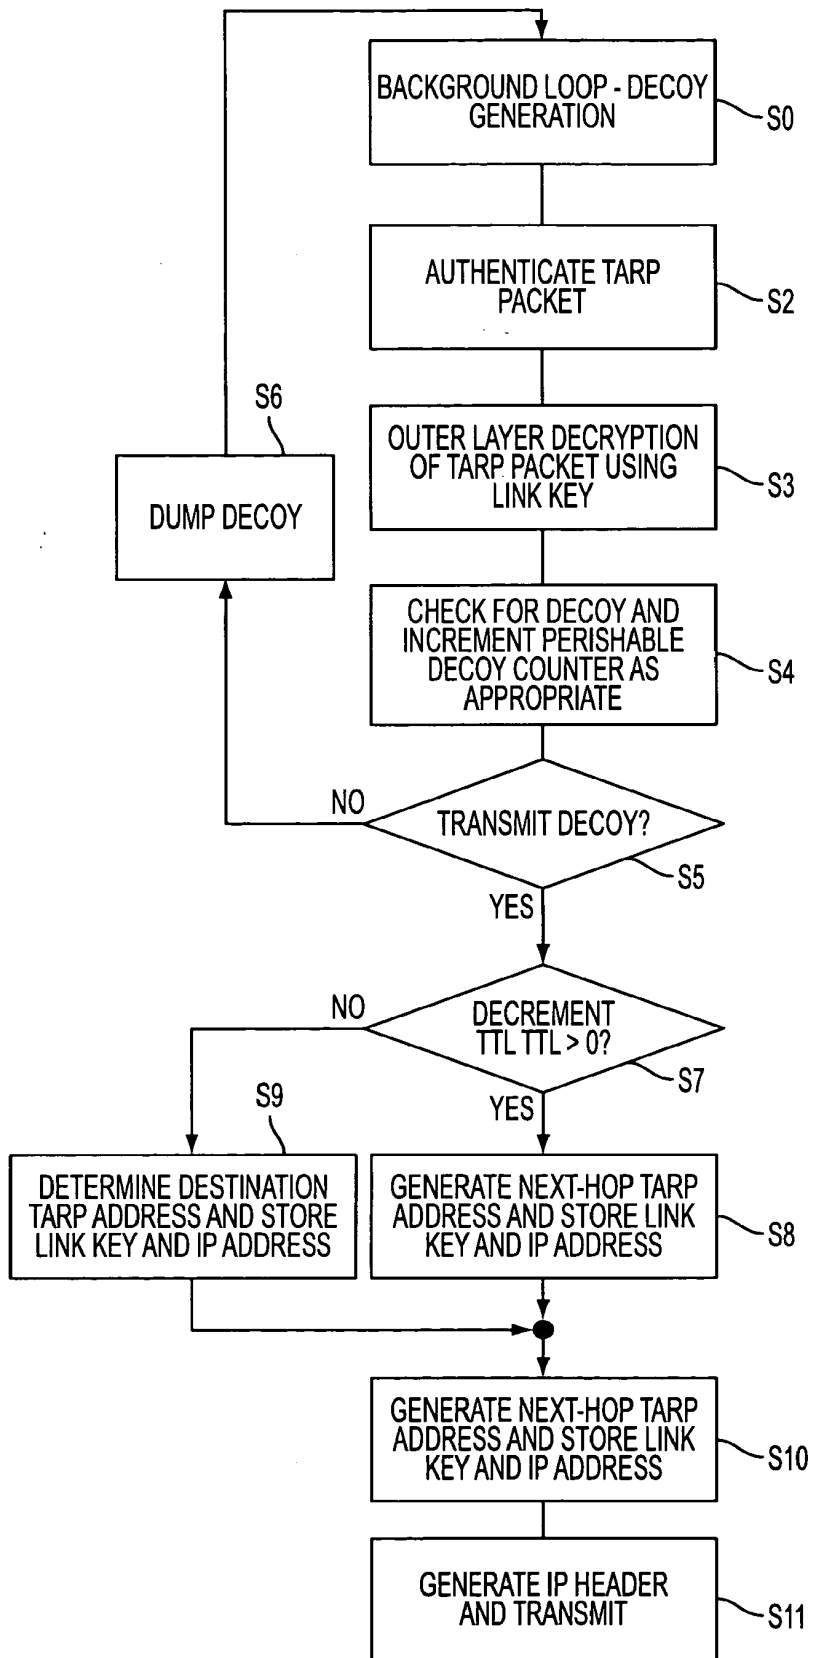 BACKGROUND LOOP - DECOY
GENERATION
S0
AUTHENTICATE TARP
PACKET
S2
S6
DUMP DECOY
OUTER LAYER DECRYPTION
OF TARP PACKET USING
LINK KEY
S3
CHECK FOR DECOY AND
INCREMENT PERISHABLE
DECOY COUNTER AS
APPROPRIATE
S4
NO
TRANSMIT DECOY?
S5
YES
NO
DECREMENT
TTL TTL > 0?
S7
YES
S9
DETERMINE DESTINATION
TARP ADDRESS AND STORE
LINK KEY AND IP ADDRESS
GENERATE NEXT-HOP TARP
ADDRESS AND STORE LINK
KEY AND IP ADDRESS
S8
GENERATE NEXT-HOP TARP
ADDRESS AND STORE LINK
KEY AND IP ADDRESS
S10
GENERATE IP HEADER
AND TRANSMIT
S11